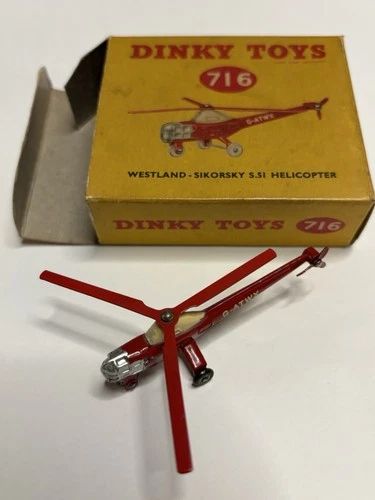 DINKY TOYS
716
G-ATWX
WESTLAND-SIKORSKY S.51 HELICOPTER
DINKY TOYS 716
G-ATWX